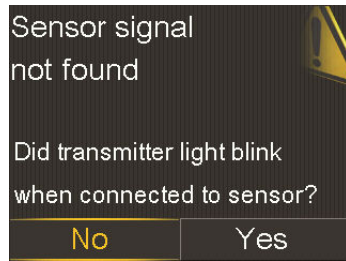 Sensor signal
not found
Did transmitter light blink
when connected to sensor?
No Yes